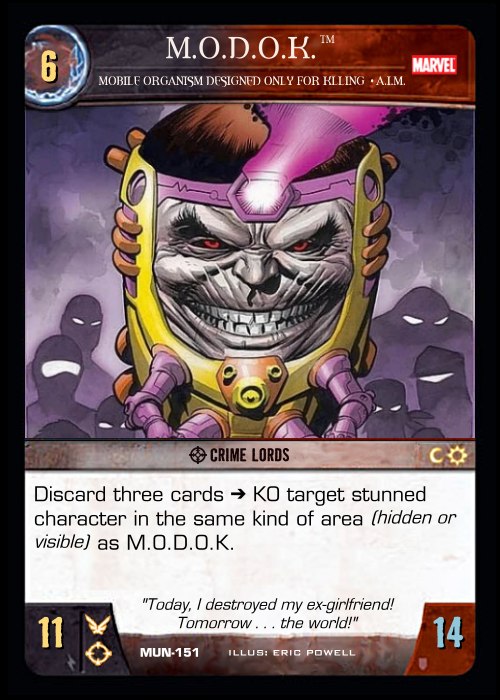 6
M.O.D.O.K.™
MARVEL
MOBILE ORGANISM DESIGNED ONLY FOR KILLING • A.I.M.
CRIME LORDS
Discard three cards ➔ KO target stunned
character in the same kind of area (hidden or
visible) as M.O.D.O.K.
"Today, I destroyed my ex-girlfriend!
Tomorrow . . . the world!"
11
14
MUN-151 ILLUS: ERIC POWELL